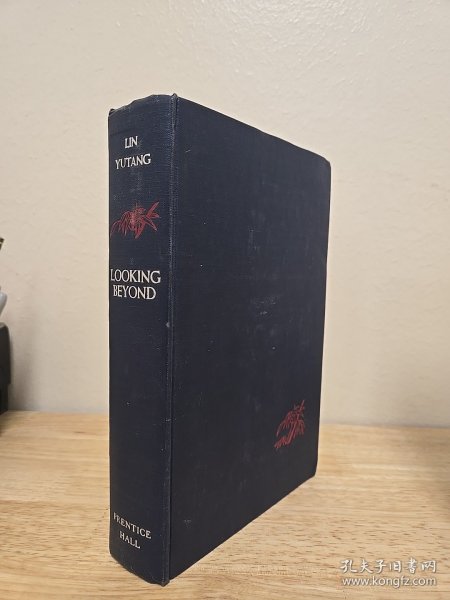 LIN
YUTANG
LOOKING
BEYOND
PRENTICE
HALL
孔夫子旧书网
www.kongfz.com